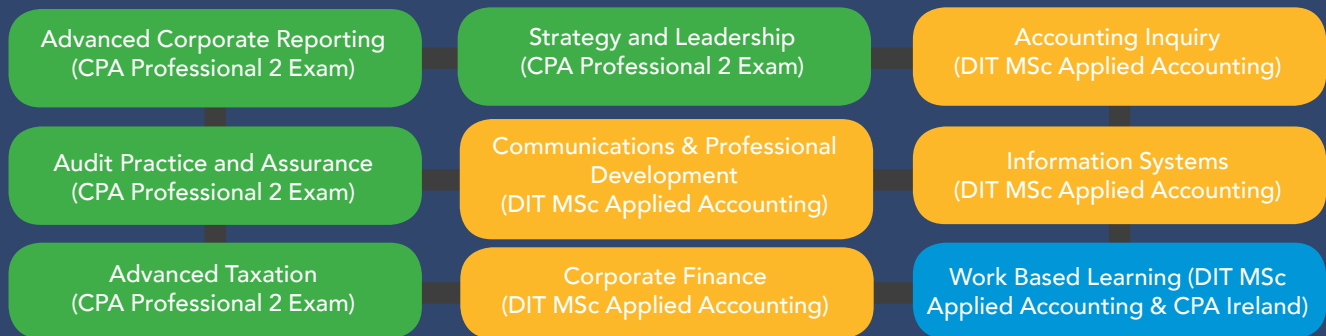 Advanced Corporate Reporting
(CPA Professional 2 Exam)
Strategy and Leadership
(CPA Professional 2 Exam)
Accounting Inquiry
(DIT MSc Applied Accounting)
Audit Practice and Assurance
(CPA Professional 2 Exam)
Communications & Professional
Development
(DIT MSc Applied Accounting)
Information Systems
(DIT MSc Applied Accounting)
Advanced Taxation
(CPA Professional 2 Exam)
Corporate Finance
(DIT MSc Applied Accounting)
Work Based Learning (DIT MSc
Applied Accounting & CPA Ireland)